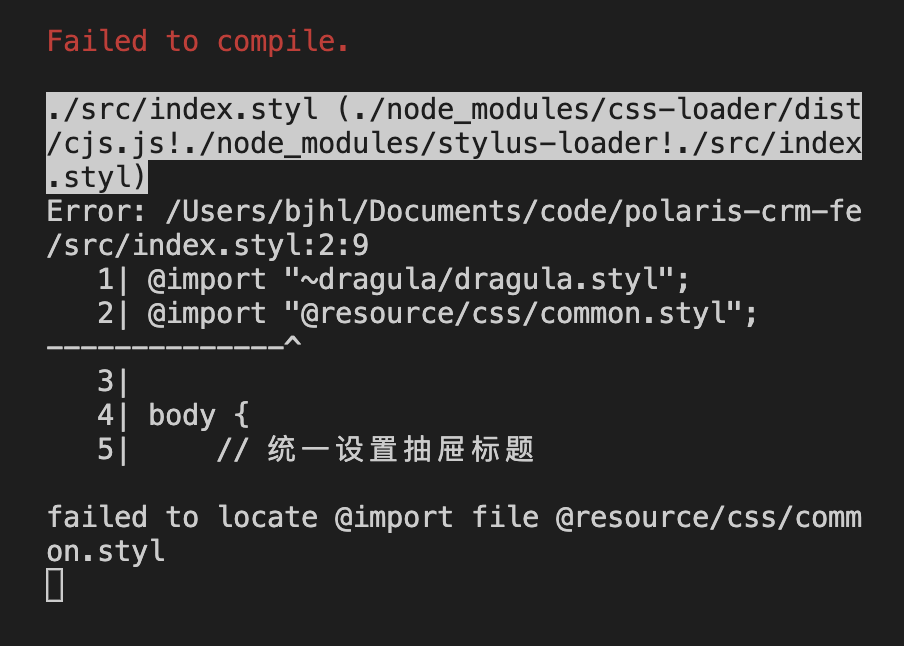 Failed to compile.
./src/index.styl (./node_modules/css-loader/dist
/cjs.js!./node_modules/stylus-loader!./src/index
.styl)
Error: /Users/bjhl/Documents/code/polaris-crm-fe
/src/index.styl:2:9
   1| @import "~dragula/dragula.styl";
   2| @import "@resource/css/common.styl";
--------------^
   3|
   4| body {
   5|     // 统一设置抽屉标题
failed to locate @import file @resource/css/comm
on.styl